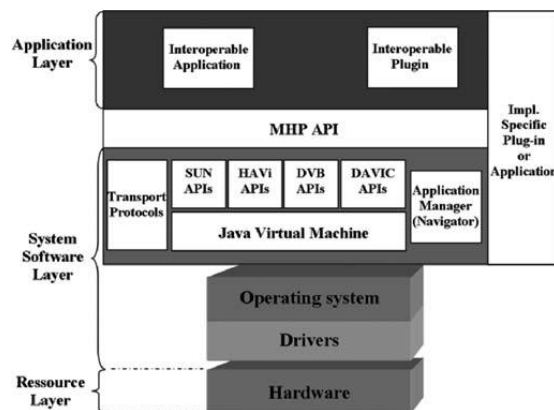 Application
Layer
Interoperable
Application
Interoperable
Plugin
Impl.
Specific
Plug-in
or
Application
MHP API
System
Software
Layer
Transport
Protocols
SUN
APIs
HAVi
APIs
DVB
APIs
DAVIC
APIs
Application
Manager
(Navigator)
Java Virtual Machine
Operating system
Drivers
Ressource
Layer
Hardware